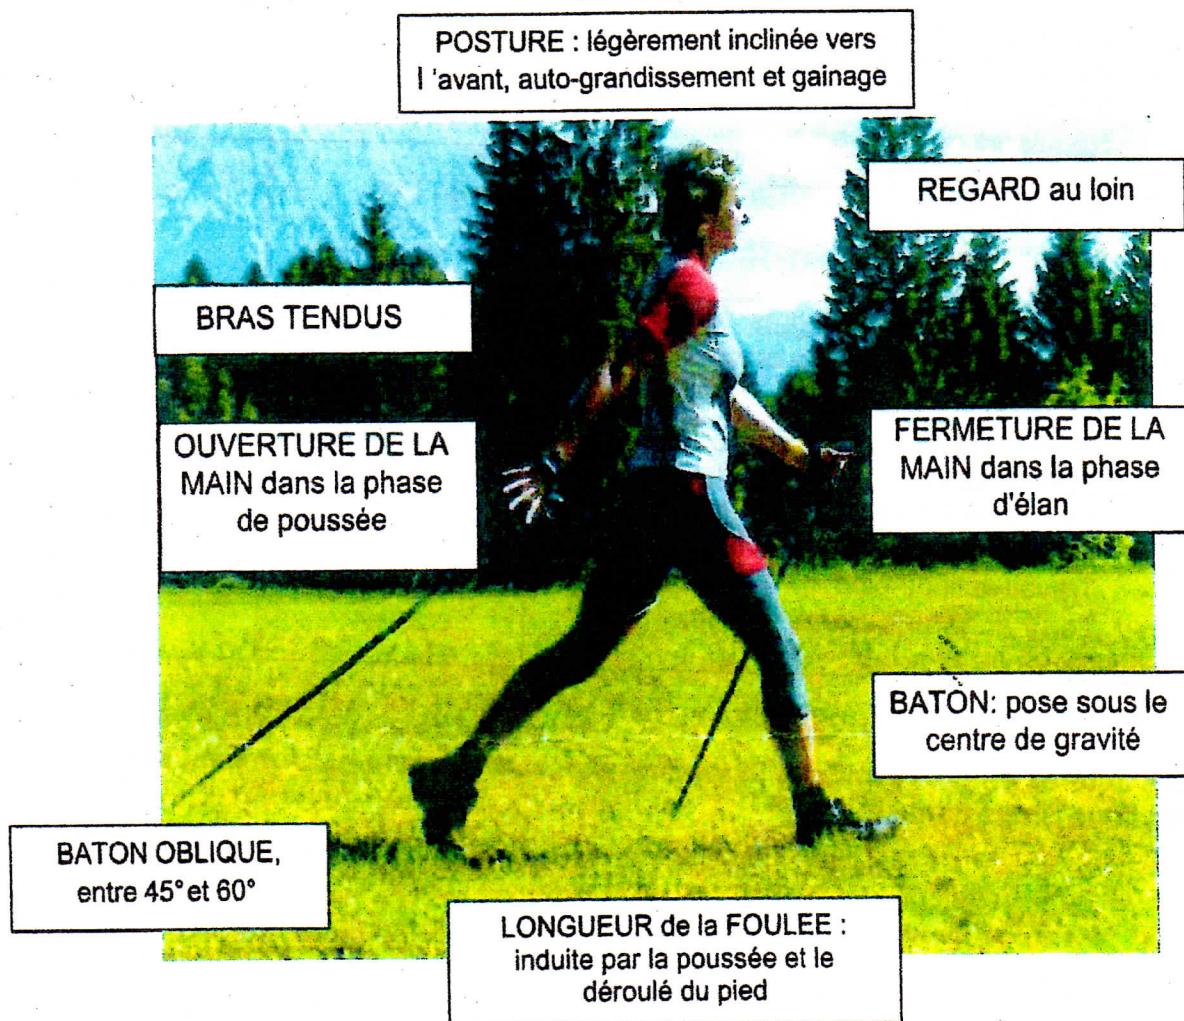 POSTURE : légèrement inclinée vers
l 'avant, auto-grandissement et gainage
REGARD au loin
BRAS TENDUS
OUVERTURE DE LA
MAIN dans la phase
de poussée
FERMETURE DE LA
MAIN dans la phase
d'élan
BATON: pose sous le
centre de gravité
BATON OBLIQUE,
entre 45° et 60°
LONGUEUR de la FOULEE :
induite par la poussée et le
déroulé du pied